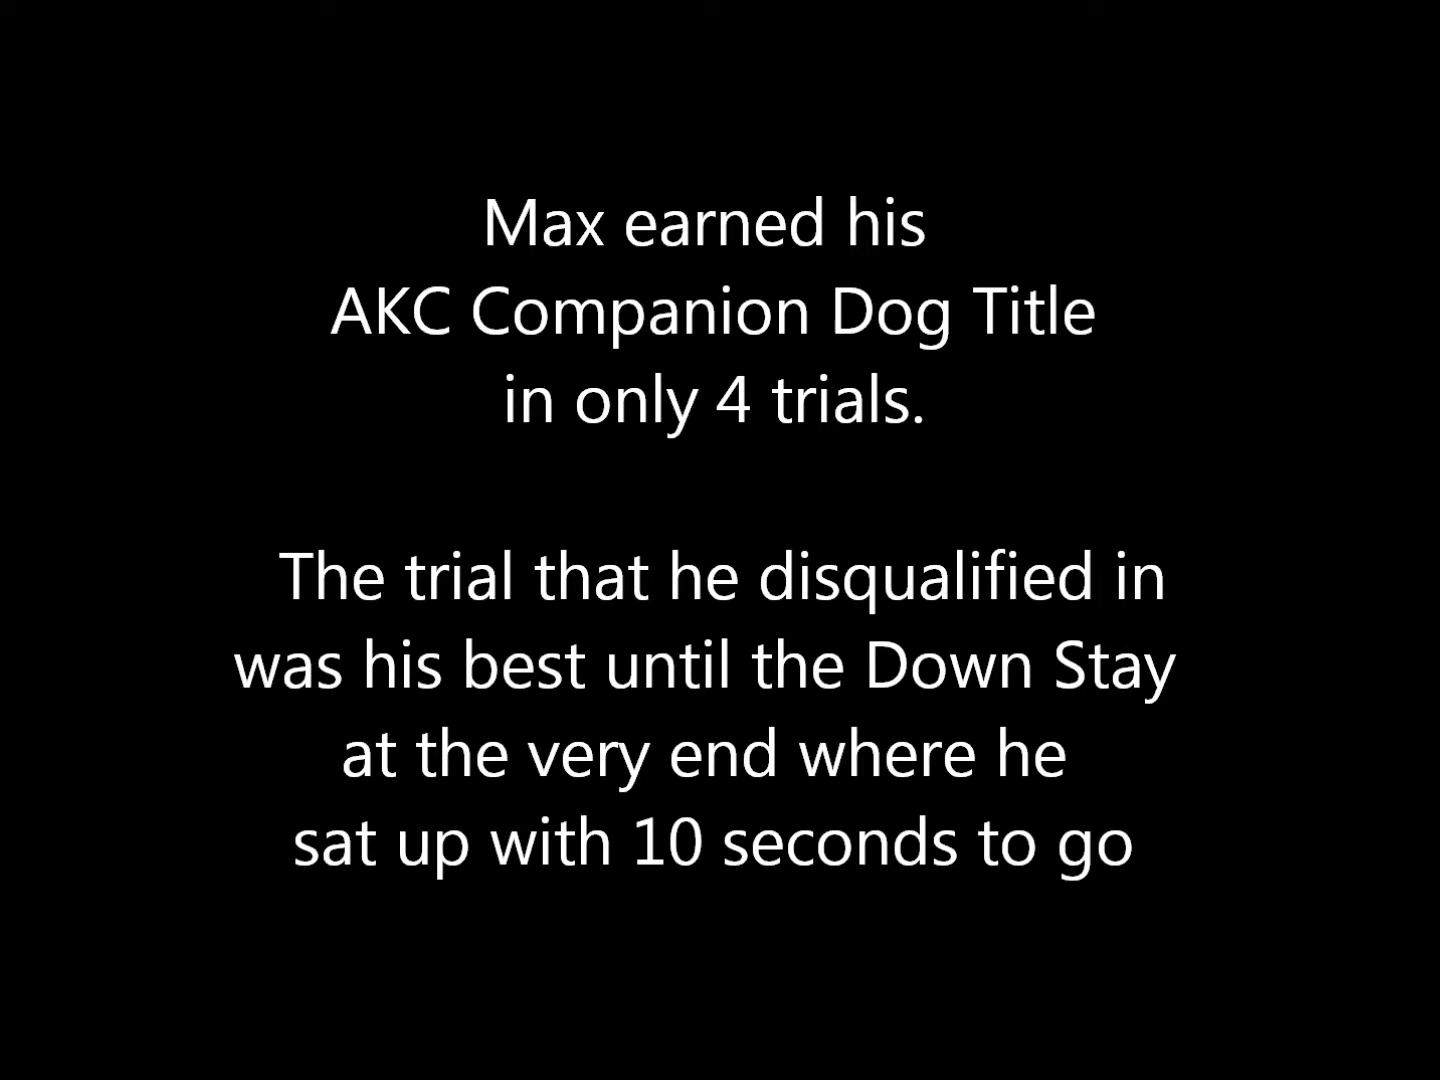 Max earned his
AKC Companion Dog Title
in only 4 trials.
The trial that he disqualified in
was his best until the Down Stay
at the very end where he
sat up with 10 seconds to go